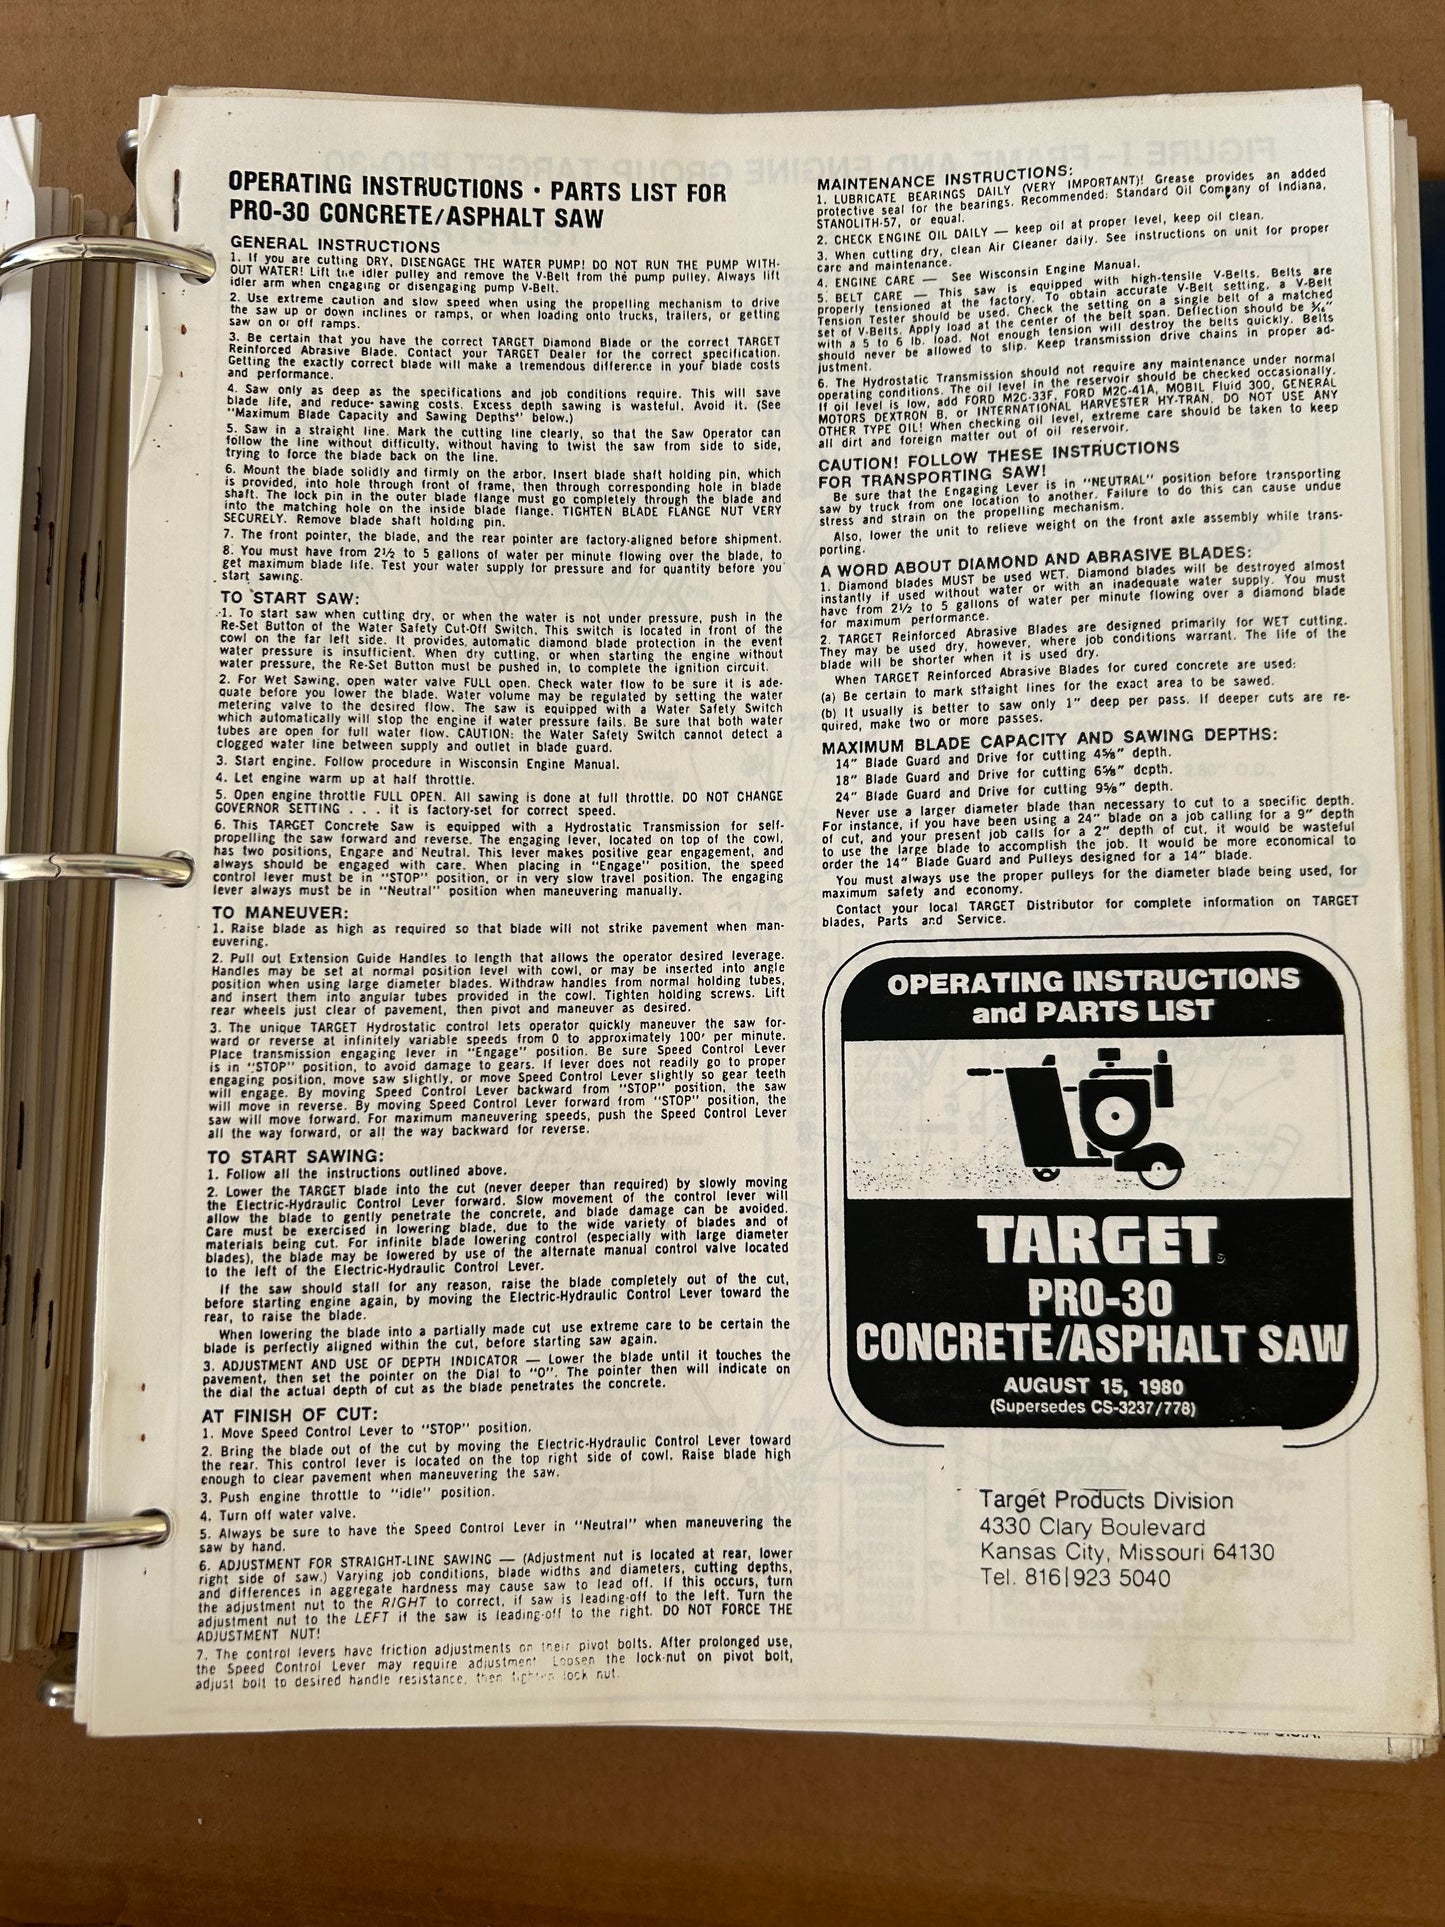 OPERATING INSTRUCTIONS • PARTS LIST FOR
PRO-30 CONCRETE/ASPHALT SAW
GENERAL INSTRUCTIONS
1. If you are cutting DRY, DISENGAGE THE WATER PUMP! DO NOT RUN THE PUMP WITH-
OUT WATER! Lift the idler pulley and remove the V-Belt from the pump pulley. Always lift
idler arm when engaging or disengaging pump V-Belt.
2. Use extreme caution and slow speed when using the propelling mechanism to drive
the saw up or down inclines or ramps, or when loading onto trucks, trailers, or getting
saw on or off ramps.
3. Be certain that you have the correct TARGET Diamond Blade or the correct TARGET
Reinforced Abrasive Blade. Contact your TARGET Dealer for the correct specification.
Getting the exactly correct blade will make a tremendous difference in your blade costs
and performance.
4. Saw only as deep as the specifications and job conditions require. This will save
blade life, and reduce sawing costs. Excess depth sawing is wasteful. Avoid it. (See
"Maximum Blade Capacity and Sawing Depths" below.)
5. Saw in a straight line. Mark the cutting line clearly, so that the Saw Operator can
follow the line without difficulty, without having to twist the saw from side to side,
trying to force the blade back on the line.
6. Mount the blade solidly and firmly on the arbor. Insert blade shaft holding pin, which
is provided, into hole through front of frame, then through corresponding hole in blade
shaft. The lock pin in the outer blade flange must go completely through the blade and
into the matching hole on the inside blade flange. TIGHTEN BLADE FLANGE NUT VERY
SECURELY. Remove blade shaft holding pin.
7. The front pointer, the blade, and the rear pointer are factory-aligned before shipment.
8. You must have from 2½ to 5 gallons of water per minute flowing over the blade, to
get maximum blade life. Test your water supply for pressure and for quantity before you
start sawing.
TO START SAW:
1. To start saw when cutting dry, or when the water is not under pressure, push in the
Re-Set Button of the Water Safety Cut-Off Switch. This switch is located in front of the
cowl on the far left side. It provides automatic diamond blade protection in the event
water pressure is insufficient. When dry cutting, or when starting the engine without
water pressure, the Re-Set Button must be pushed in, to complete the ignition circuit.
2. For Wet Sawing, open water valve FULL open. Check water flow to be sure it is ade-
quate before you lower the blade. Water volume may be regulated by setting the water
metering valve to the desired flow. The saw is equipped with a Water Safety Switch
which automatically will stop the engine if water pressure fails. Be sure that both water
tubes are open for full water flow. CAUTION: the Water Safety Switch cannot detect a
clogged water line between supply and outlet in blade guard.
3. Start engine. Follow procedure in Wisconsin Engine Manual.
4. Let engine warm up at half throttle.
5. Open engine throttle FULL OPEN. All sawing is done at full throttle. DO NOT CHANGE
GOVERNOR SETTING . . . it is factory-set for correct speed.
6. This TARGET Concrete Saw is equipped with a Hydrostatic Transmission for self-
propelling the saw forward and reverse. The engaging lever, located on top of the cowl,
has two positions, Engage and Neutral. This lever makes positive gear engagement, and
always should be engaged with care. When placing in "Engage" position, the speed
control lever must be in "STOP" position, or in very slow travel position. The engaging
lever always must be in "Neutral" position when maneuvering manually.
TO MANEUVER:
1. Raise blade as high as required so that blade will not strike pavement when man-
euvering.
2. Pull out Extension Guide Handles to length that allows the operator desired leverage.
Handles may be set at normal position level with cowl, or may be inserted into angle
position when using large diameter blades. Withdraw handles from normal holding tubes,
and insert them into angular tubes provided in the cowl. Tighten holding screws. Lift
rear wheels just clear of pavement, then pivot and maneuver as desired.
3. The unique TARGET Hydrostatic control lets operator quickly maneuver the saw for-
ward or reverse at infinitely variable speeds from 0 to approximately 100' per minute.
Place transmission engaging lever in "Engage" position. Be sure Speed Control Lever
is in "STOP" position, to avoid damage to gears. If lever does not readily go to proper
engaging position, move saw slightly, or move Speed Control Lever slightly so gear teeth
will engage. By moving Speed Control Lever backward from "STOP" position, the saw
will move in reverse. By moving Speed Control Lever forward from "STOP" position, the
saw will move forward. For maximum maneuvering speeds, push the Speed Control Lever
all the way forward, or all the way backward for reverse.
TO START SAWING:
1. Follow all the instructions outlined above.
2. Lower the TARGET blade into the cut (never deeper than required) by slowly moving
the Electric-Hydraulic Control Lever forward. Slow movement of the control lever will
allow the blade to gently penetrate the concrete, and blade damage can be avoided.
Care must be exercised in lowering blade, due to the wide variety of blades and of
materials being cut. For infinite blade lowering control (especially with large diameter
blades), the blade may be lowered by use of the alternate manual control valve located
to the left of the Electric-Hydraulic Control Lever.
If the saw should stall for any reason, raise the blade completely out of the cut,
before starting engine again, by moving the Electric-Hydraulic Control Lever toward the
rear, to raise the blade.
When lowering the blade into a partially made cut use extreme care to be certain the
blade is perfectly aligned within the cut, before starting saw again.
3. ADJUSTMENT AND USE OF DEPTH INDICATOR — Lower the blade until it touches the
pavement, then set the pointer on the Dial to "O". The pointer then will indicate on
the dial the actual depth of cut as the blade penetrates the concrete.
AT FINISH OF CUT:
1. Move Speed Control Lever to "STOP" position.
2. Bring the blade out of the cut by moving the Electric-Hydraulic Control Lever toward
the rear. This control lever is located on the top right side of cowl. Raise blade high
enough to clear pavement when maneuvering the saw.
3. Push engine throttle to "idle" position.
4. Turn off water valve.
5. Always be sure to have the Speed Control Lever in "Neutral" when maneuvering the
saw by hand.
6. ADJUSTMENT FOR STRAIGHT-LINE SAWING — (Adjustment nut is located at rear, lower
right side of saw.) Varying job conditions, blade widths and diameters, cutting depths,
and differences in aggregate hardness may cause saw to lead off. If this occurs, turn
the adjustment nut to the RIGHT to correct, if saw is leading-off to the left. Turn the
adjustment nut to the LEFT if the saw is leading-off to the right. DO NOT FORCE THE
ADJUSTMENT NUT!
7. The control levers have friction adjustments on their pivot bolts. After prolonged use,
the Speed Control Lever may require adjustment. Loosen the lock-nut on pivot bolt,
adjust bolt to desired handle resistance, then tighten lock nut.
MAINTENANCE INSTRUCTIONS:
1. LUBRICATE BEARINGS DAILY (VERY IMPORTANT)! Grease provides an added
protective seal for the bearings. Recommended: Standard Oil Company of Indiana,
STANOLITH-57, or equal.
2. CHECK ENGINE OIL DAILY — keep oil at proper level, keep oil clean.
3. When cutting dry, clean Air Cleaner daily. See instructions on unit for proper
care and maintenance.
4. ENGINE CARE — See Wisconsin Engine Manual.
5. BELT CARE — This saw is equipped with high-tensile V-Belts. Belts are
properly tensioned at the factory. To obtain accurate V-Belt setting, a V-Belt
Tension Tester should be used. Check the setting on a single belt of a matched
set of V-Belts. Apply load at the center of the belt span. Deflection should be 3/16"
with a 5 to 6 lb. load. Not enough tension will destroy the belts quickly. Belts
should never be allowed to slip. Keep transmission drive chains in proper ad-
justment.
6. The Hydrostatic Transmission should not require any maintenance under normal
operating conditions. The oil level in the reservoir should be checked occasionally.
If oil level is low, add FORD M2C-33F, FORD M2C-41A, MOBIL Fluid 300, GENERAL
MOTORS DEXTRON B, or INTERNATIONAL HARVESTER HY-TRAN. DO NOT USE ANY
OTHER TYPE OIL! When checking oil level, extreme care should be taken to keep
all dirt and foreign matter out of oil reservoir.
CAUTION! FOLLOW THESE INSTRUCTIONS
FOR TRANSPORTING SAW!
Be sure that the Engaging Lever is in "NEUTRAL" position before transporting
saw by truck from one location to another. Failure to do this can cause undue
stress and strain on the propelling mechanism.
Also, lower the unit to relieve weight on the front axle assembly while trans-
porting.
A WORD ABOUT DIAMOND AND ABRASIVE BLADES:
1. Diamond blades MUST be used WET. Diamond blades will be destroyed almost
instantly if used without water or with an inadequate water supply. You must
have from 2½ to 5 gallons of water per minute flowing over a diamond blade
for maximum performance.
2. TARGET Reinforced Abrasive Blades are designed primarily for WET cutting.
They may be used dry, however, where job conditions warrant. The life of the
blade will be shorter when it is used dry.
When TARGET Reinforced Abrasive Blades for cured concrete are used:
(a) Be certain to mark straight lines for the exact area to be sawed.
(b) It usually is better to saw only 1" deep per pass. If deeper cuts are re-
quired, make two or more passes.
MAXIMUM BLADE CAPACITY AND SAWING DEPTHS:
14" Blade Guard and Drive for cutting 4⅝" depth.
18" Blade Guard and Drive for cutting 6⅝" depth.
24" Blade Guard and Drive for cutting 9⅝" depth.
Never use a larger diameter blade than necessary to cut to a specific depth.
For instance, if you have been using a 24" blade on a job calling for a 9" depth
of cut, and your present job calls for a 2" depth of cut, it would be wasteful
to use the large blade to accomplish the job. It would be more economical to
order the 14" Blade Guard and Pulleys designed for a 14" blade.
You must always use the proper pulleys for the diameter blade being used, for
maximum safety and economy.
Contact your local TARGET Distributor for complete information on TARGET
blades, Parts and Service.
OPERATING INSTRUCTIONS
and PARTS LIST
TARGET®
PRO-30
CONCRETE/ASPHALT SAW
AUGUST 15, 1980
(Supersedes CS-3237/778)
Target Products Division
4330 Clary Boulevard
Kansas City, Missouri 64130
Tel. 816|923 5040